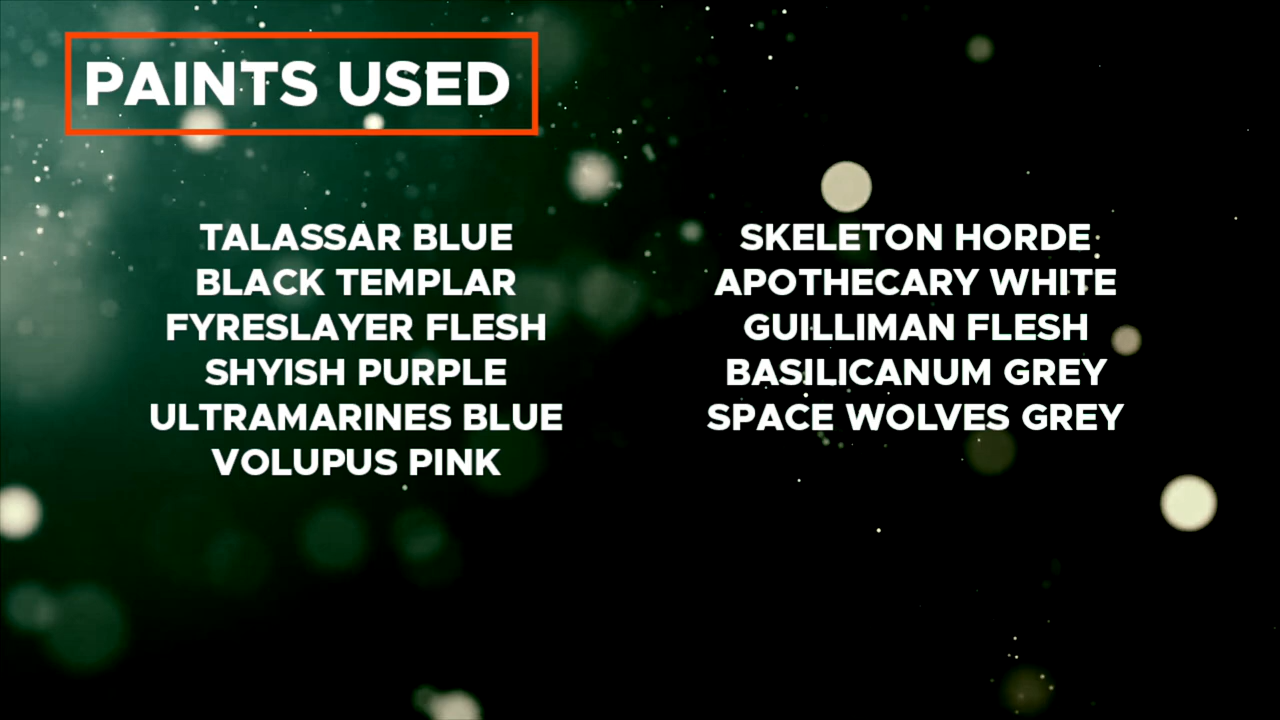 PAINTS USED
TALASSAR BLUE
BLACK TEMPLAR
FYRESLAYER FLESH
SHYISH PURPLE
ULTRAMARINES BLUE
VOLUPUS PINK
SKELETON HORDE
APOTHECARY WHITE
GUILLIMAN FLESH
BASILICANUM GREY
SPACE WOLVES GREY